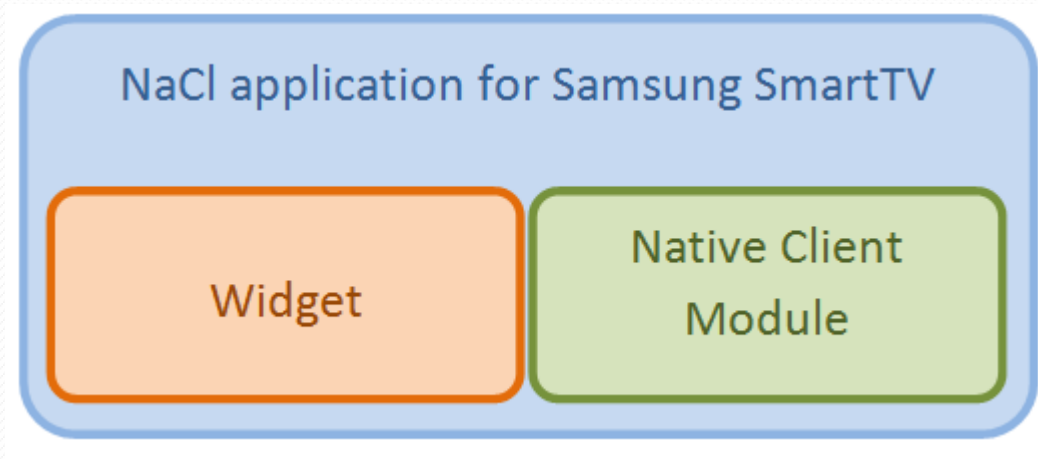 NaCl application for Samsung SmartTV
Widget
Native Client
Module